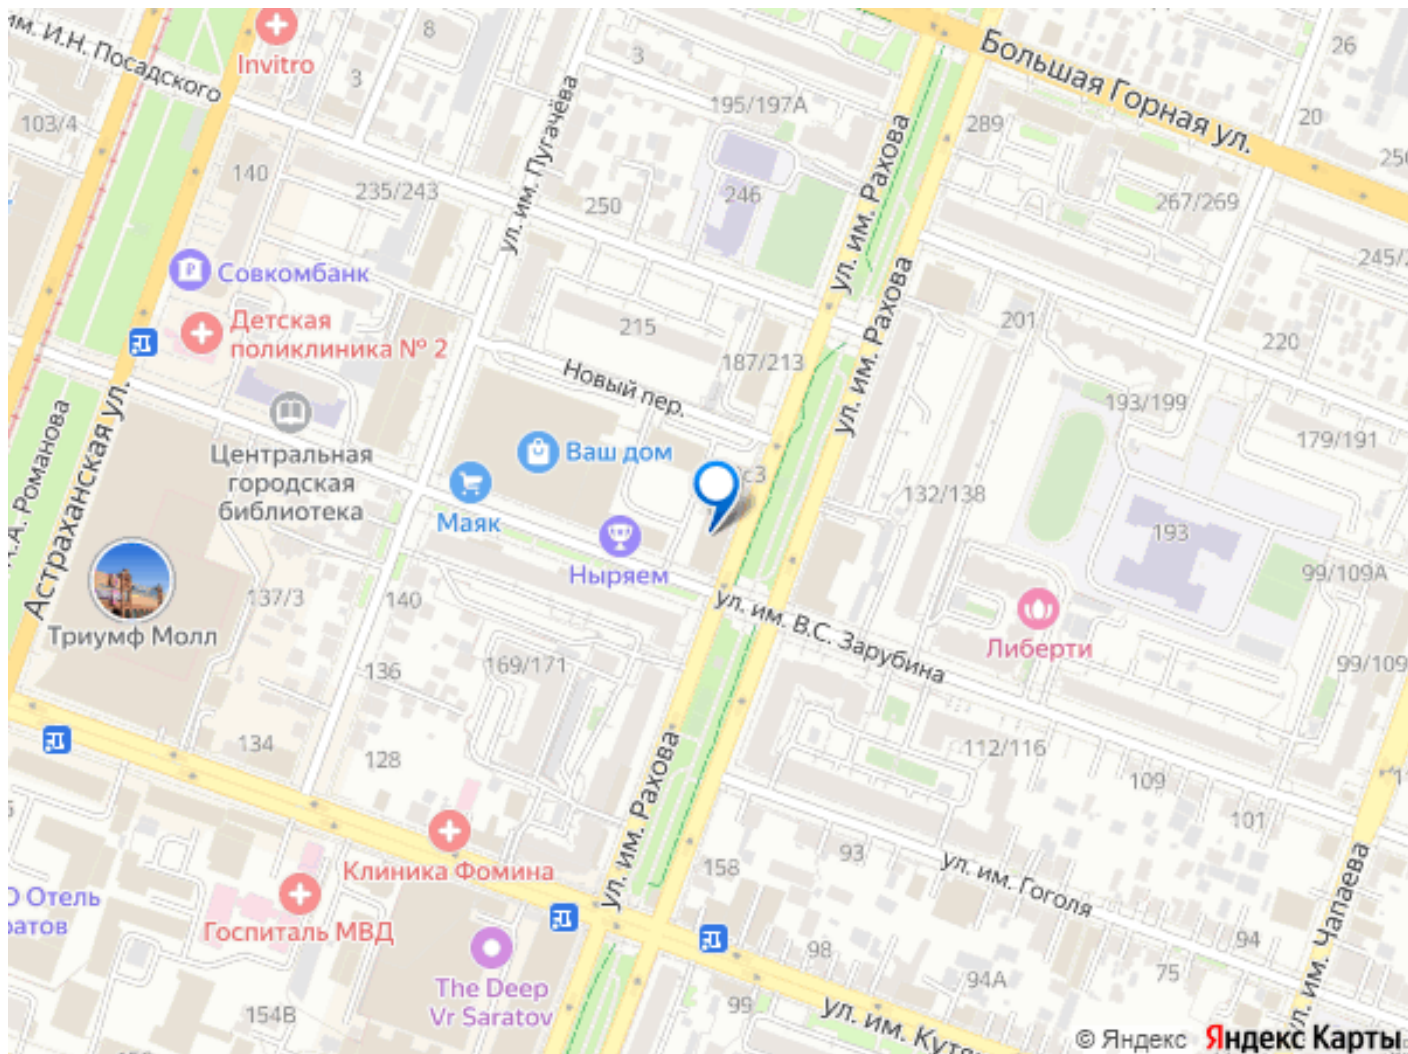 им. И.Н. Посадского
8
Invitro
3
3
Большая Горная ул.
26
103/4
195/197А
289
20
140
235/243
ул. им. Пугачёва
250
246
ул. им. Рахова
267/269
Совкомбанк
ул. им. Рахова
Детская
поликлиника № 2
215
187/213
201
220
Новый пер.
193/199
179/191
Астраханская ул.
Центральная
городская
библиотека
Ваш дом
Маяк
132/138
193
Ныряем
99/109А
Триумф Молл
137/3
140
ул. им. В.С. Зарубина
Либерти
136
169/171
99/109
134
128
ул. им. Рахова
112/116
109
101
Клиника Фомина
158
93
ул. им. Гоголя
ул. им. Чапаева
Отель
Госпиталь МВД
94
98
94А
75
The Deep
Vr Saratov
154В
99
ул. им. Кутя
© Яндекс Яндекс Карты